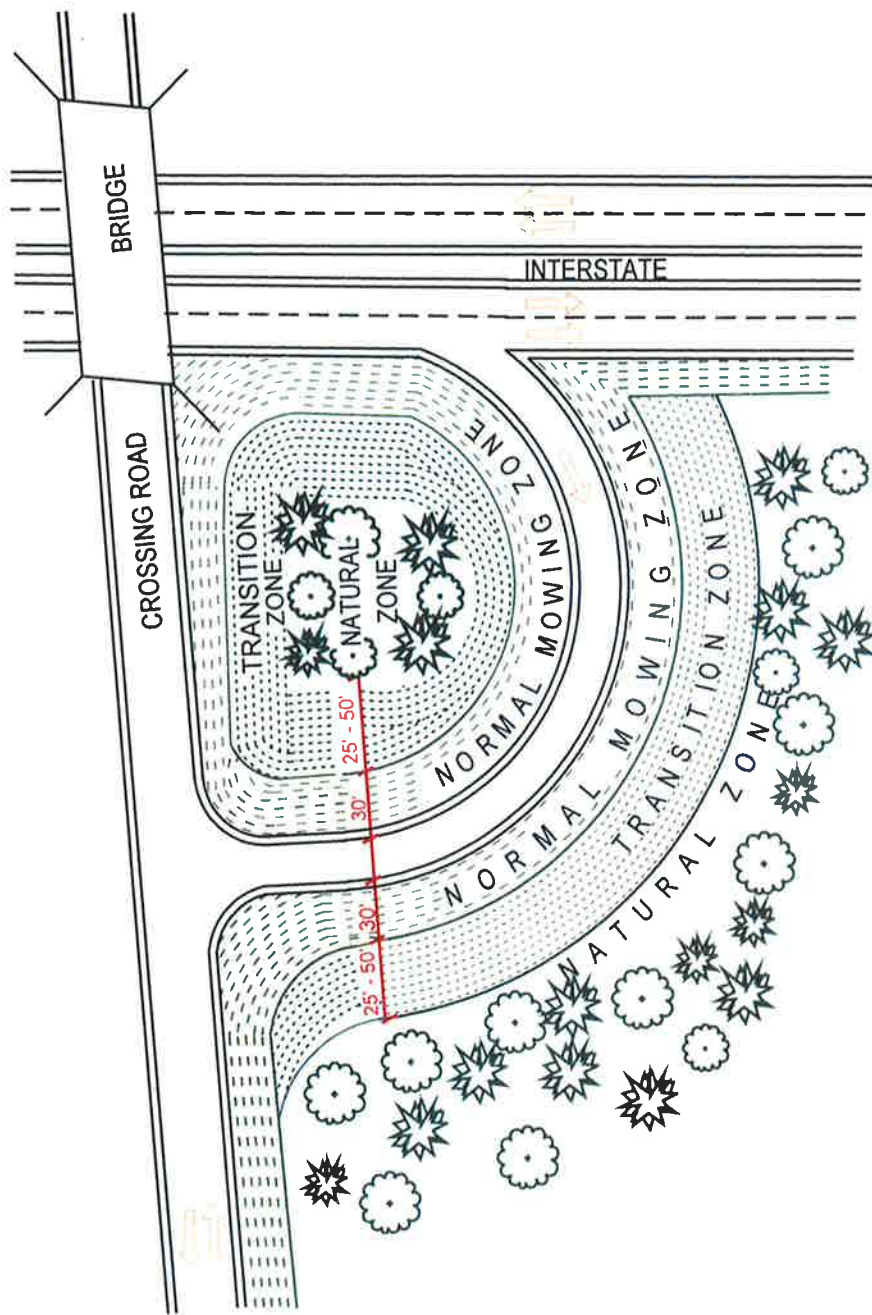 BRIDGE
INTERSTATE
CROSSING ROAD
TRANSITION
ZONE
NATURAL
ZONE
NORMAL MOWING ZONE
NORMAL MOWING ZONE
TRANSITION ZONE
NATURAL ZONE
25' - 50'
30'
30'
25' - 50'